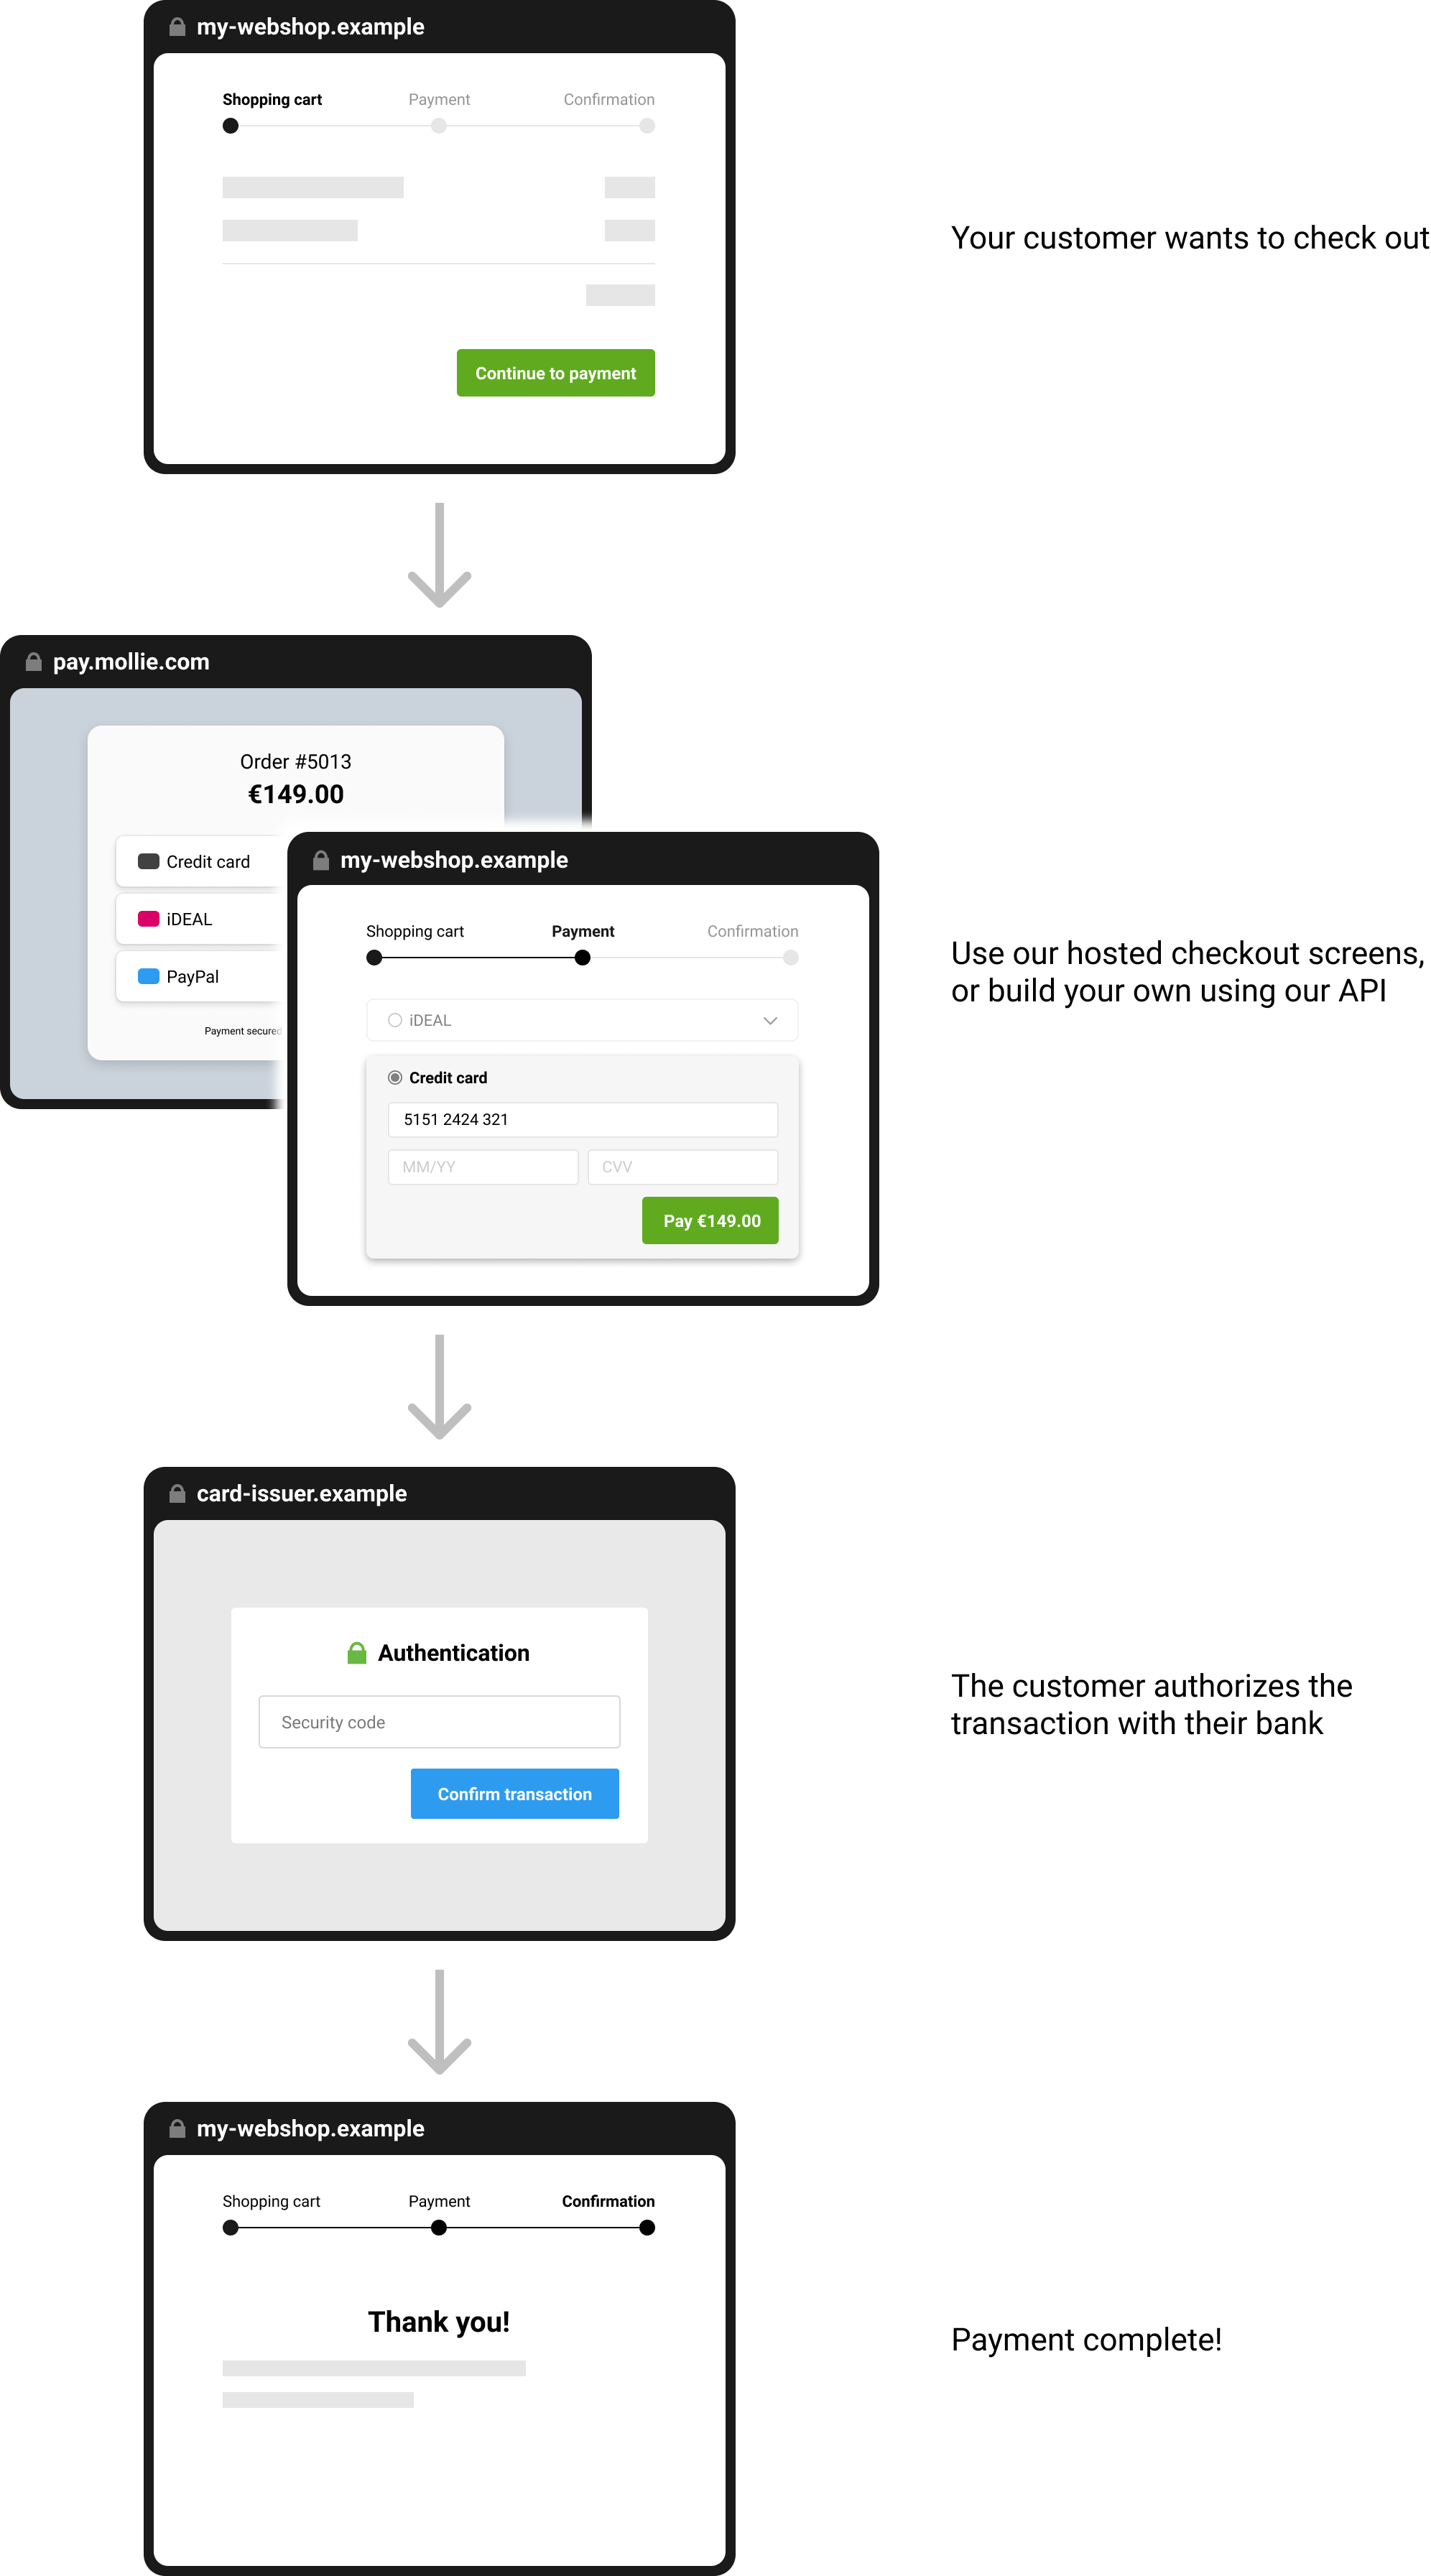 my-webshop.example
Shopping cart Payment Confirmation
Continue to payment
Your customer wants to check out
pay.mollie.com
Order #5013
€149.00
Credit card
iDEAL
PayPal
Payment secured
my-webshop.example
Shopping cart Payment Confirmation
iDEAL
Credit card
5151 2424 321
MM/YY CVV
Pay €149.00
Use our hosted checkout screens,
or build your own using our API
card-issuer.example
Authentication
Security code
Confirm transaction
The customer authorizes the
transaction with their bank
my-webshop.example
Shopping cart Payment Confirmation
Thank you!
Payment complete!